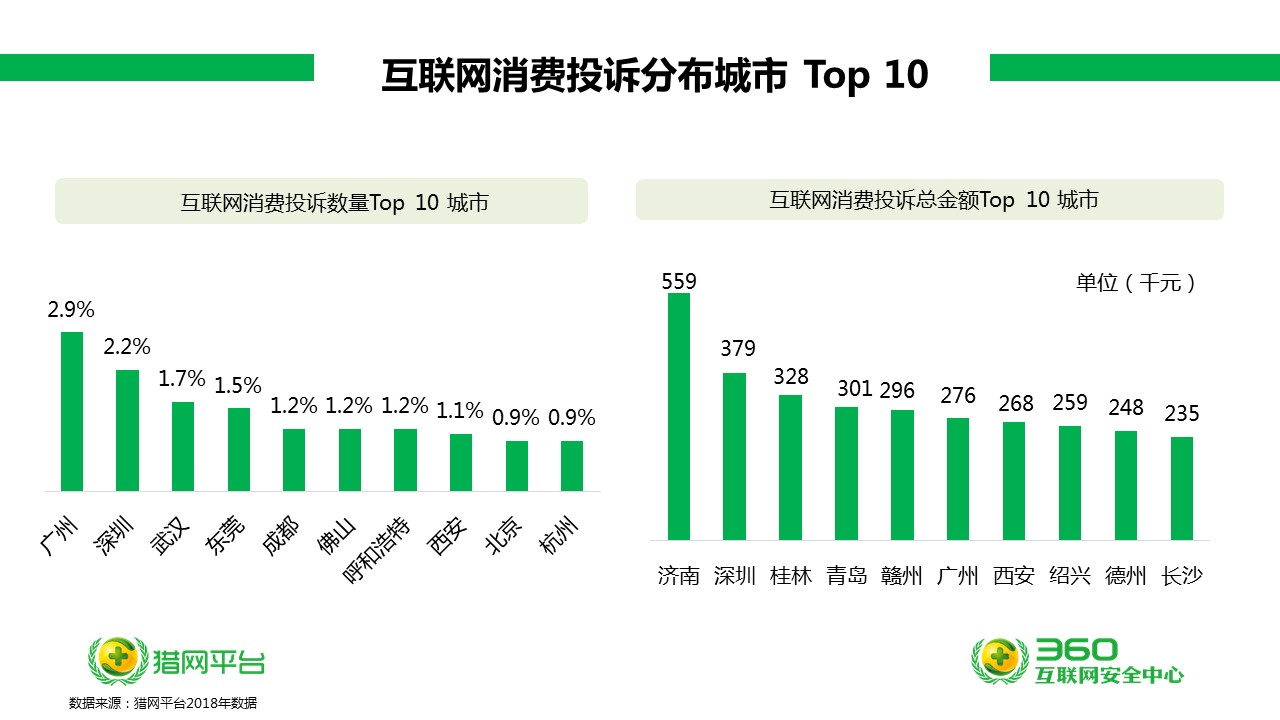 互联网消费投诉分布城市 Top 10
互联网消费投诉数量Top 10 城市
2.9%
2.2%
1.7%
1.5%
1.2%
1.2%
1.2%
1.1%
0.9%
0.9%
广州
深圳
武汉
东莞
成都
佛山
呼和浩特
西安
北京
杭州
互联网消费投诉总金额Top 10 城市
单位（千元）
559
379
328
301
296
276
268
259
248
235
济南
深圳
桂林
青岛
赣州
广州
西安
绍兴
德州
长沙
猎网平台
360
互联网安全中心
数据来源：猎网平台2018年数据